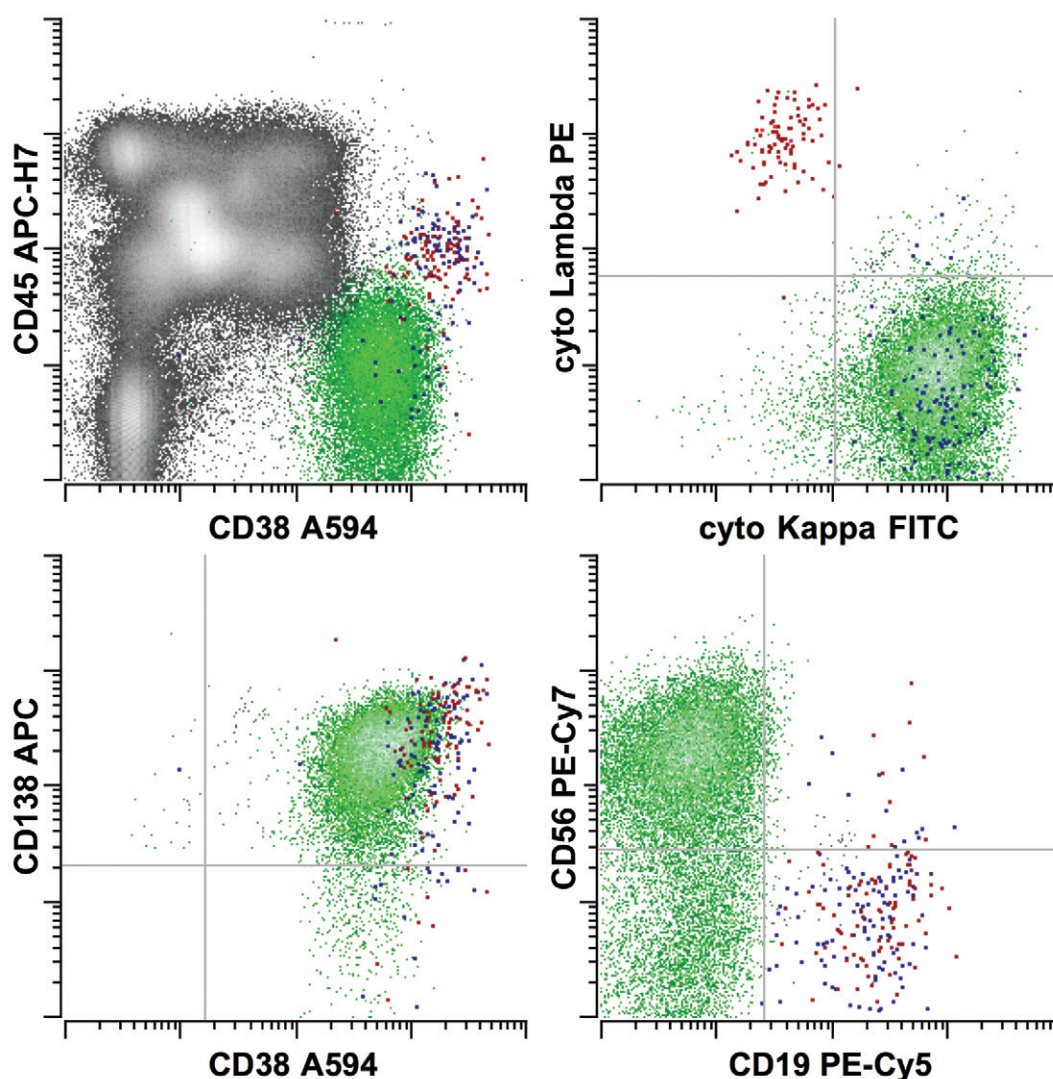 CD45 APC-H7
CD38 A594
cyto Lambda PE
cyto Kappa FITC
CD138 APC
CD38 A594
CD56 PE-Cy7
CD19 PE-Cy5